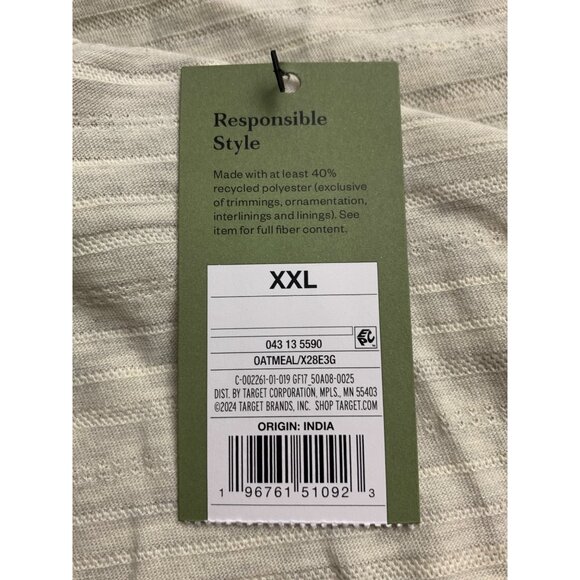 Responsible
Style
Made with at least 40%
recycled polyester (exclusive
of trimmings, ornamentation,
interlinings and linings). See
item for full fiber content.
XXL
043 13 5590
EPC
OATMEAL/X28E3G
C-002261-01-019 GF17_50A08-0025
DIST. BY TARGET CORPORATION, MPLS., MN 55403
©2024 TARGET BRANDS, INC. SHOP TARGET.COM
ORIGIN: INDIA
1 96761 51092 3